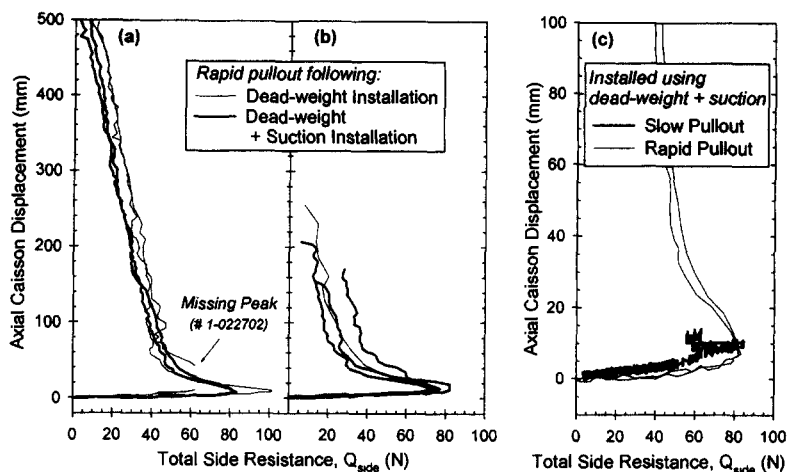 (a)
(b)
(c)
Rapid pullout following:
Dead-weight Installation
Dead-weight
+ Suction Installation
Installed using
dead-weight + suction
Slow Pullout
Rapid Pullout
Missing Peak
(# 1-022702)
Axial Caisson Displacement (mm)
500
400
300
200
100
0
0 20 40 60 80 100
0 20 40 60 80 100
Total Side Resistance, Qside (N)
Axial Caisson Displacement (mm)
100
80
60
40
20
0
0 20 40 60 80 100
Total Side Resistance, Qside (N)